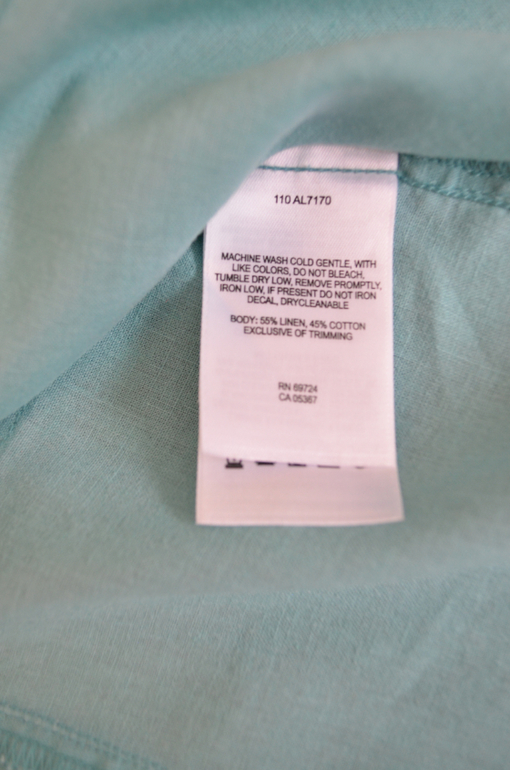 110 AL7170
MACHINE WASH COLD GENTLE, WITH
LIKE COLORS, DO NOT BLEACH,
TUMBLE DRY LOW, REMOVE PROMPTLY,
IRON LOW, IF PRESENT DO NOT IRON
DECAL, DRYCLEANABLE
BODY: 55% LINEN, 45% COTTON
EXCLUSIVE OF TRIMMING
RN 69724
CA 05367